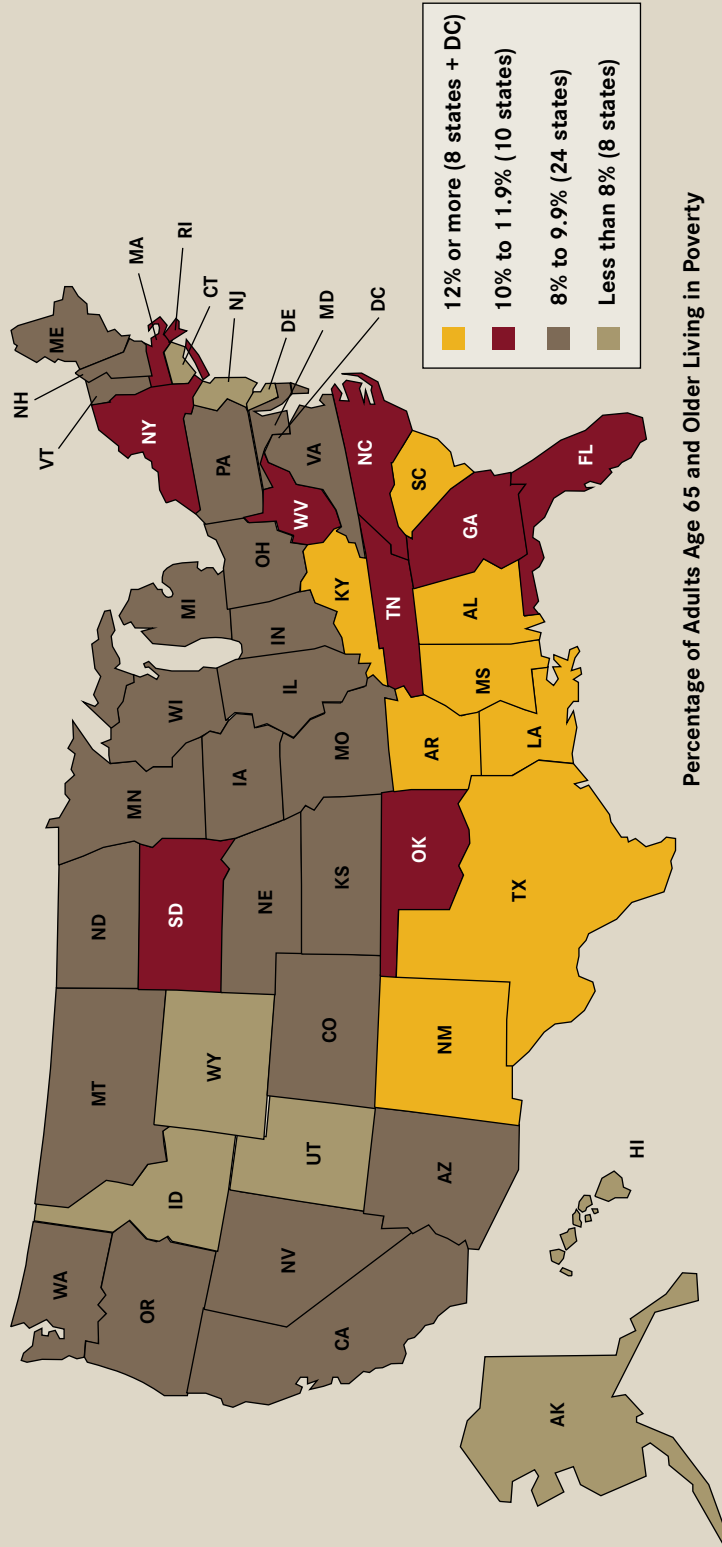 WA
OR
CA
NV
ID
MT
WY
UT
AZ
CO
NM
ND
SD
NE
KS
OK
TX
MN
IA
MO
AR
LA
WI
IL
MI
IN
OH
KY
TN
MS
AL
GA
FL
SC
NC
VA
WV
PA
NY
VT
NH
ME
MA
RI
CT
NJ
DE
MD
DC
AK
HI
12% or more (8 states + DC)
10% to 11.9% (10 states)
8% to 9.9% (24 states)
Less than 8% (8 states)
Percentage of Adults Age 65 and Older Living in Poverty